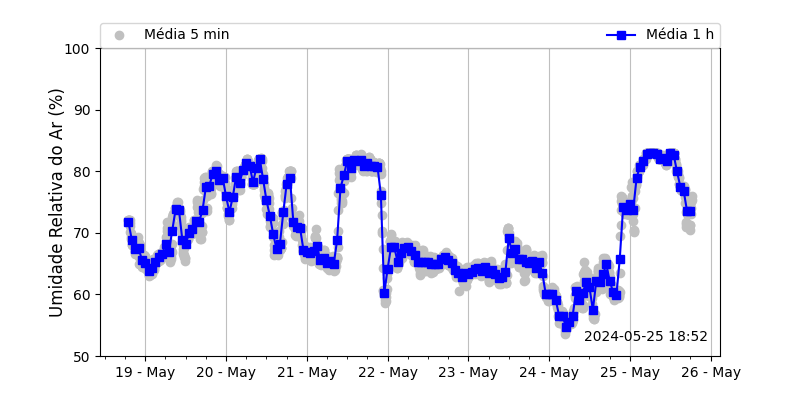 Média 5 min
Média 1 h
Umidade Relativa do Ar (%)
100
90
80
70
60
50
2024-05-25 18:52
19 - May
20 - May
21 - May
22 - May
23 - May
24 - May
25 - May
26 - May